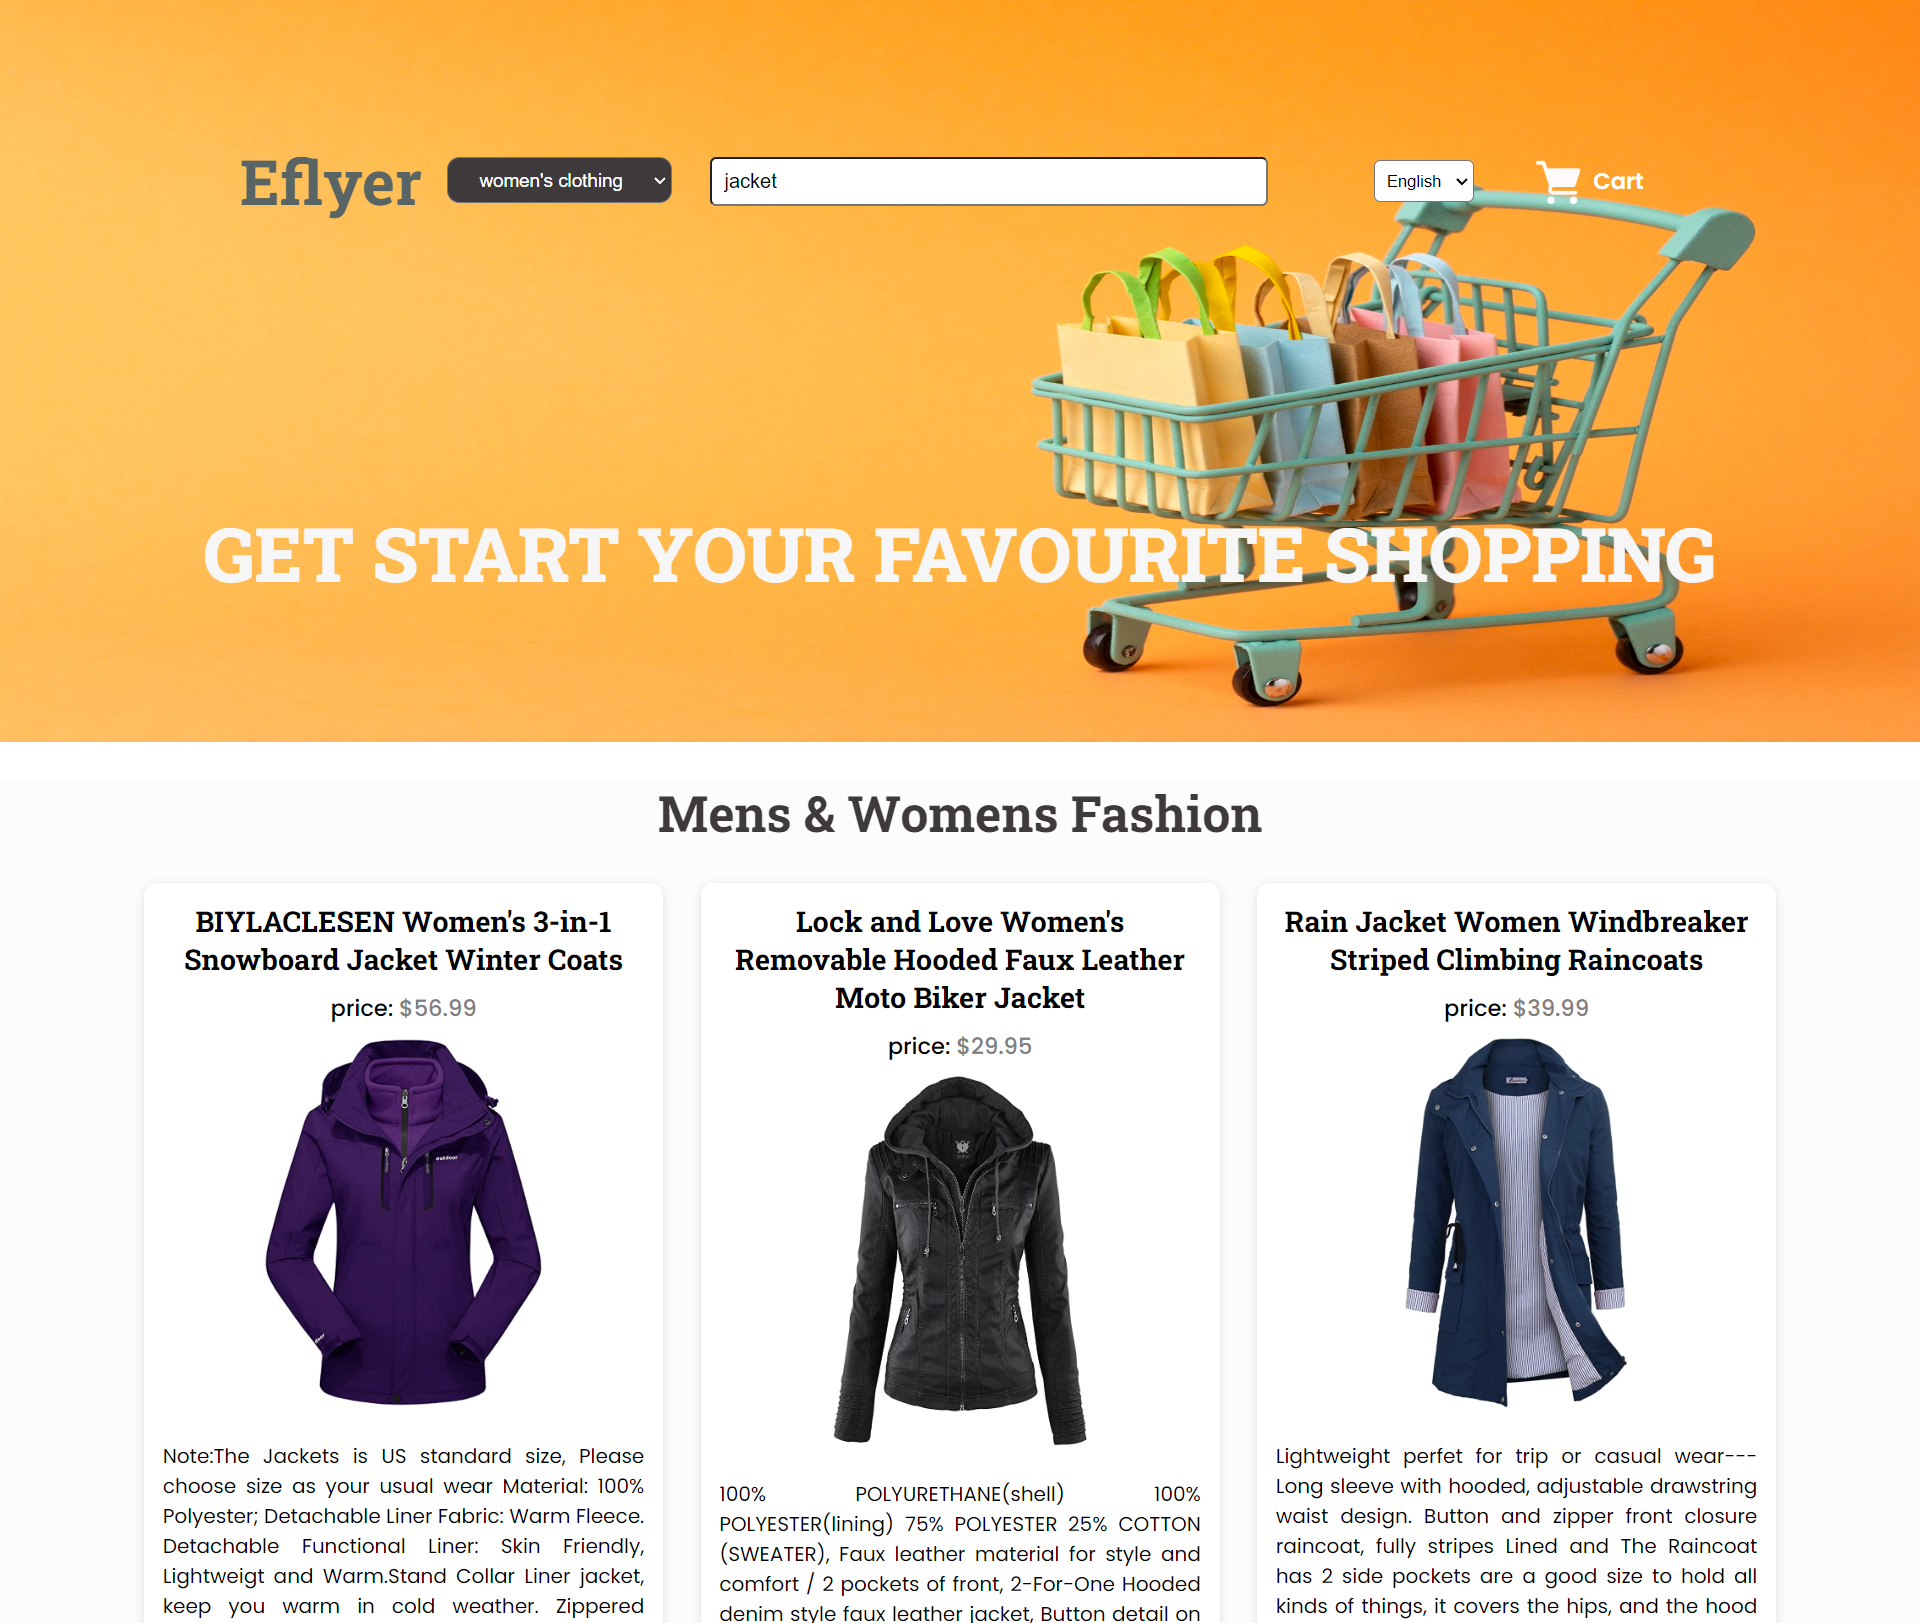 Eflyer
women's clothing
jacket
English
Cart
GET START YOUR FAVOURITE SHOPPING
Mens & Womens Fashion
BIYLACLESEN Women's 3-in-1
Snowboard Jacket Winter Coats
price: $56.99
outdoor
Note:The Jackets is US standard size, Please
choose size as your usual wear Material: 100%
Polyester; Detachable Liner Fabric: Warm Fleece.
Detachable Functional Liner: Skin Friendly,
Lightweigt and Warm.Stand Collar Liner jacket,
keep you warm in cold weather. Zippered
Lock and Love Women's
Removable Hooded Faux Leather
Moto Biker Jacket
price: $29.95
100% POLYURETHANE(shell) 100%
POLYESTER(lining) 75% POLYESTER 25% COTTON
(SWEATER), Faux leather material for style and
comfort / 2 pockets of front, 2-For-One Hooded
denim style faux leather jacket, Button detail on
Rain Jacket Women Windbreaker
Striped Climbing Raincoats
price: $39.99
Lightweight perfet for trip or casual wear---
Long sleeve with hooded, adjustable drawstring
waist design. Button and zipper front closure
raincoat, fully stripes Lined and The Raincoat
has 2 side pockets are a good size to hold all
kinds of things, it covers the hips, and the hood